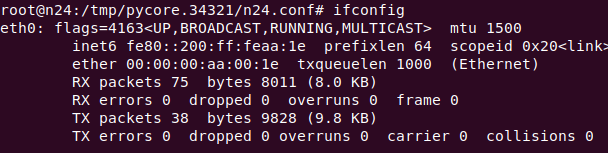 root@n24:/tmp/pycore.34321/n24.conf# ifconfig
eth0: flags=4163<UP,BROADCAST,RUNNING,MULTICAST>  mtu 1500
        inet6 fe80::200:ff:feaa:1e  prefixlen 64  scopeid 0x20<link>
        ether 00:00:00:aa:00:1e  txqueuelen 1000  (Ethernet)
        RX packets 75  bytes 8011 (8.0 KB)
        RX errors 0  dropped 0  overruns 0  frame 0
        TX packets 38  bytes 9828 (9.8 KB)
        TX errors 0  dropped 0 overruns 0  carrier 0  collisions 0